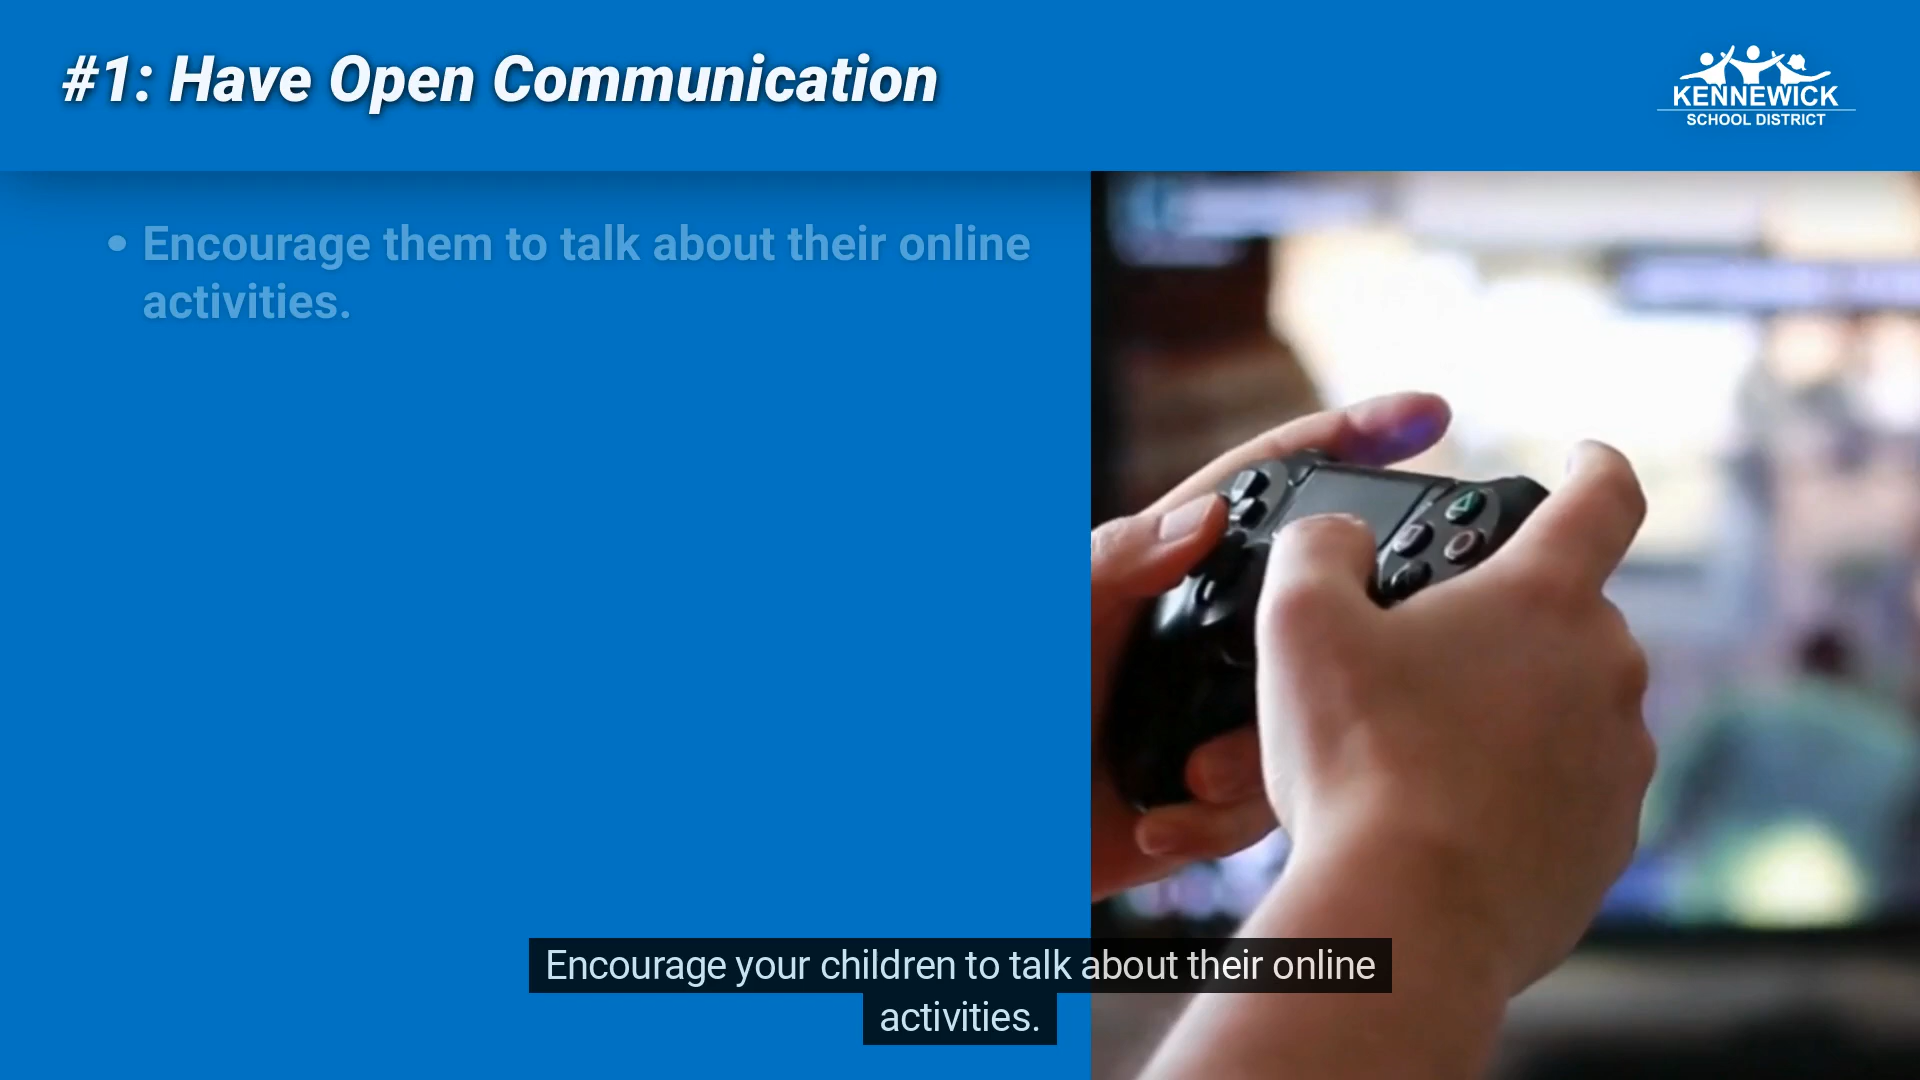 #1: Have Open Communication
KENNEWICK
SCHOOL DISTRICT
• Encourage them to talk about their online
activities.
Encourage your children to talk about their online
activities.